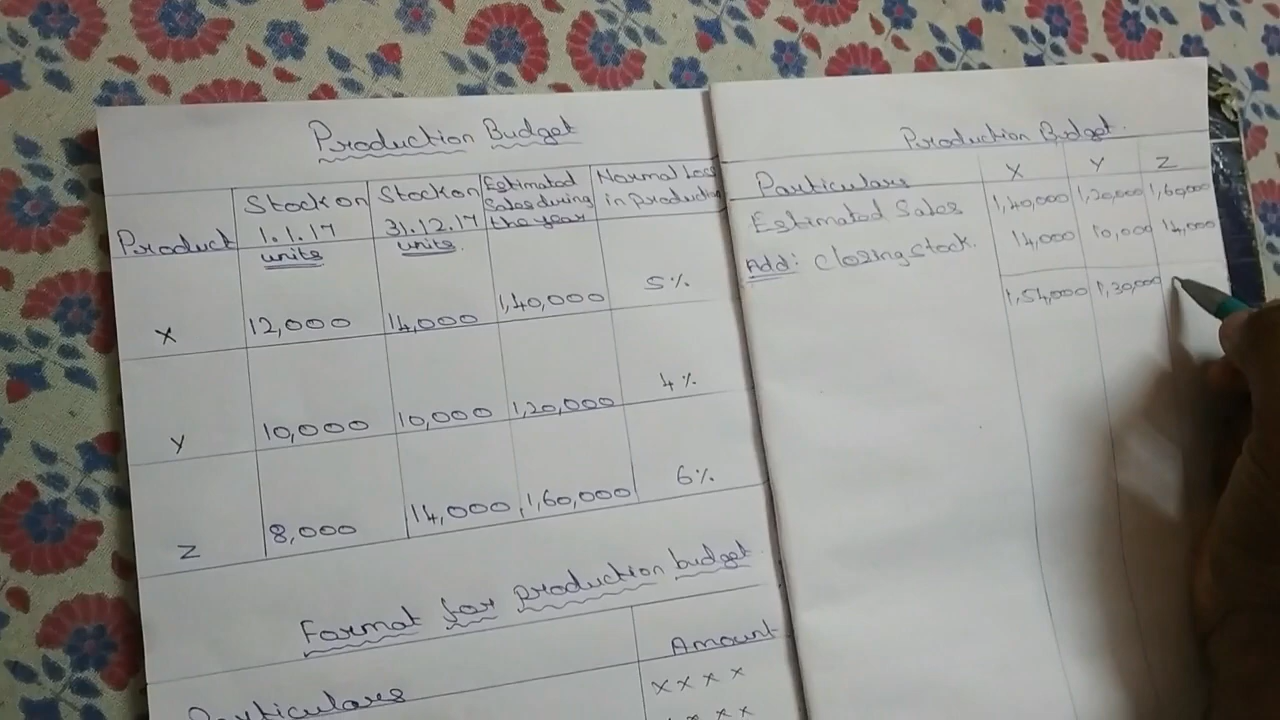 Production Budget
Product
Stock on
1.1.17
units
Stock on
31.12.17
units
Estimated
Sales during
the year
Normal Loss
in production
X 12,000 14,000 1,40,000 5%
Y 10,000 10,000 1,20,000 4%
Z 8,000 14,000 1,60,000 6%
Format for Production budget
Particulars Amount
xxxx
Production Budget.
Particulars X Y Z
Estimated Sales 1,40,000 1,20,000 1,60,000
Add: Closing stock. 14,000 10,000 14,000
1,54,000 1,30,000